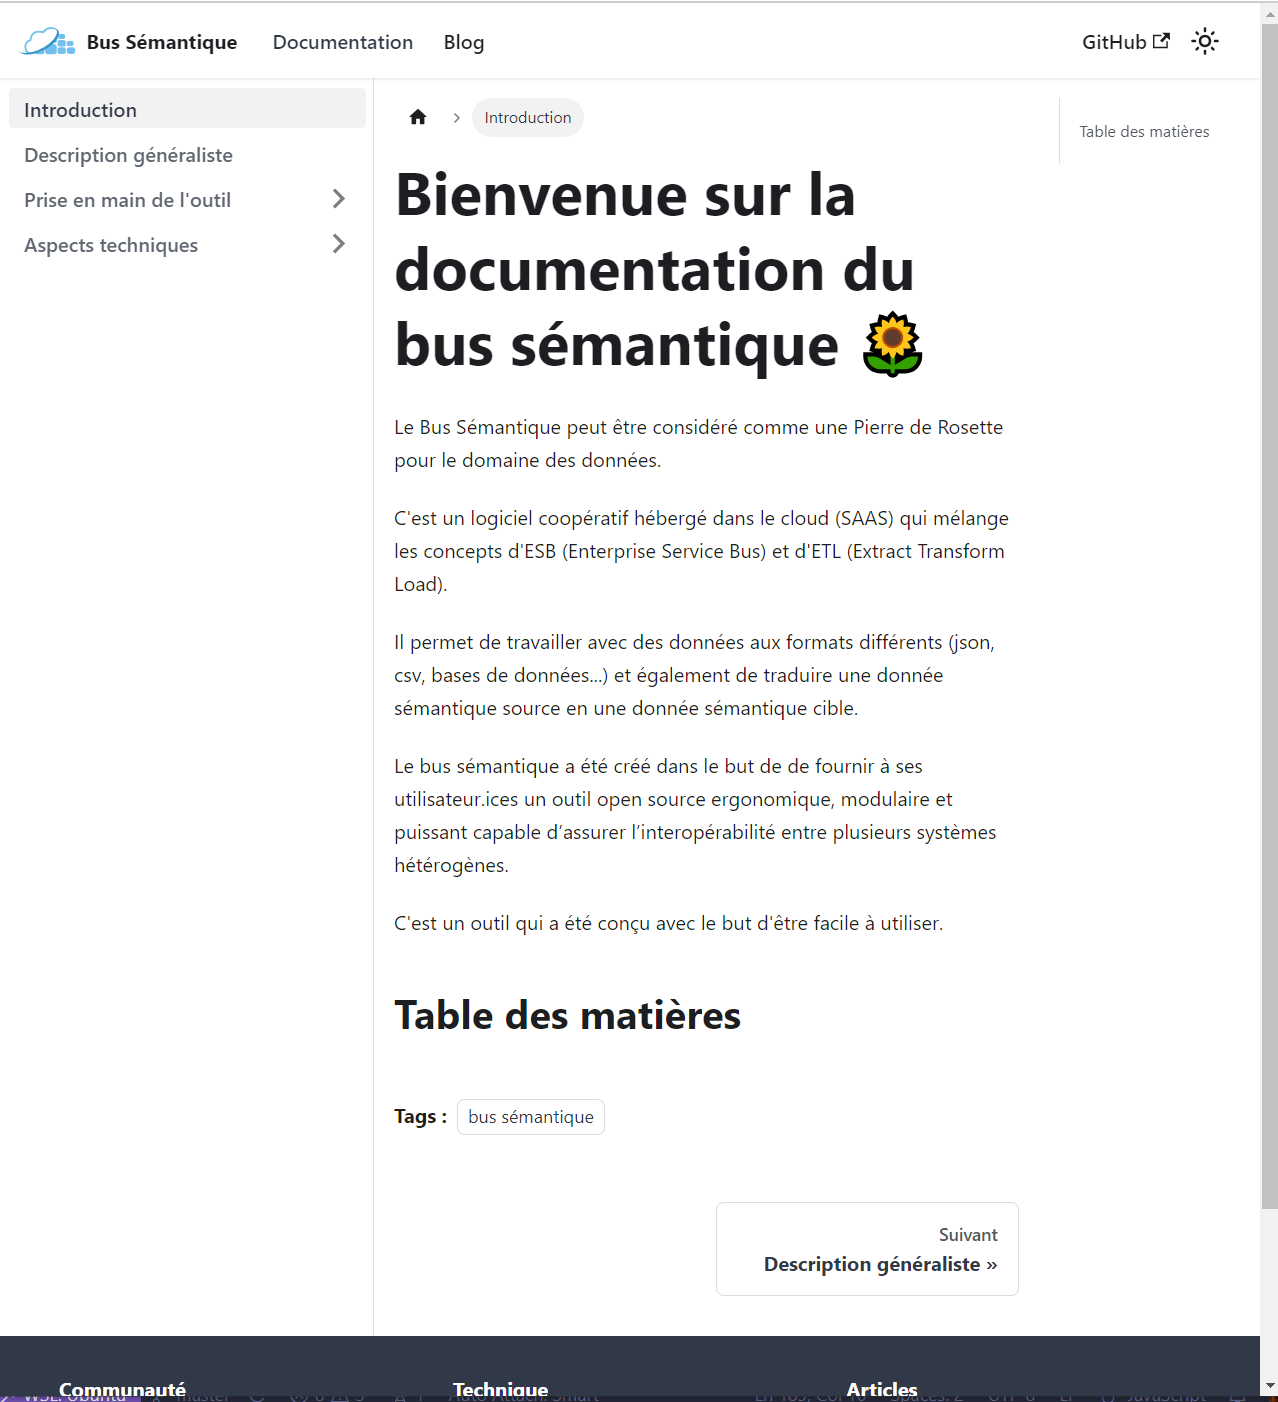 Bus Sémantique Documentation Blog GitHub
Introduction
Description généraliste
Prise en main de l'outil
Aspects techniques
Introduction
Bienvenue sur la
documentation du
bus sémantique 🌻
Le Bus Sémantique peut être considéré comme une Pierre de Rosette
pour le domaine des données.
C'est un logiciel coopératif hébergé dans le cloud (SAAS) qui mélange
les concepts d'ESB (Enterprise Service Bus) et d'ETL (Extract Transform
Load).
Il permet de travailler avec des données aux formats différents (json,
csv, bases de données...) et également de traduire une donnée
sémantique source en une donnée sémantique cible.
Le bus sémantique a été créé dans le but de de fournir à ses
utilisateur.ices un outil open source ergonomique, modulaire et
puissant capable d’assurer l’interopérabilité entre plusieurs systèmes
hétérogènes.
C'est un outil qui a été conçu avec le but d'être facile à utiliser.
Table des matières
Tags : bus sémantique
Suivant
Description généraliste »
Table des matières
Communauté Technique Articles